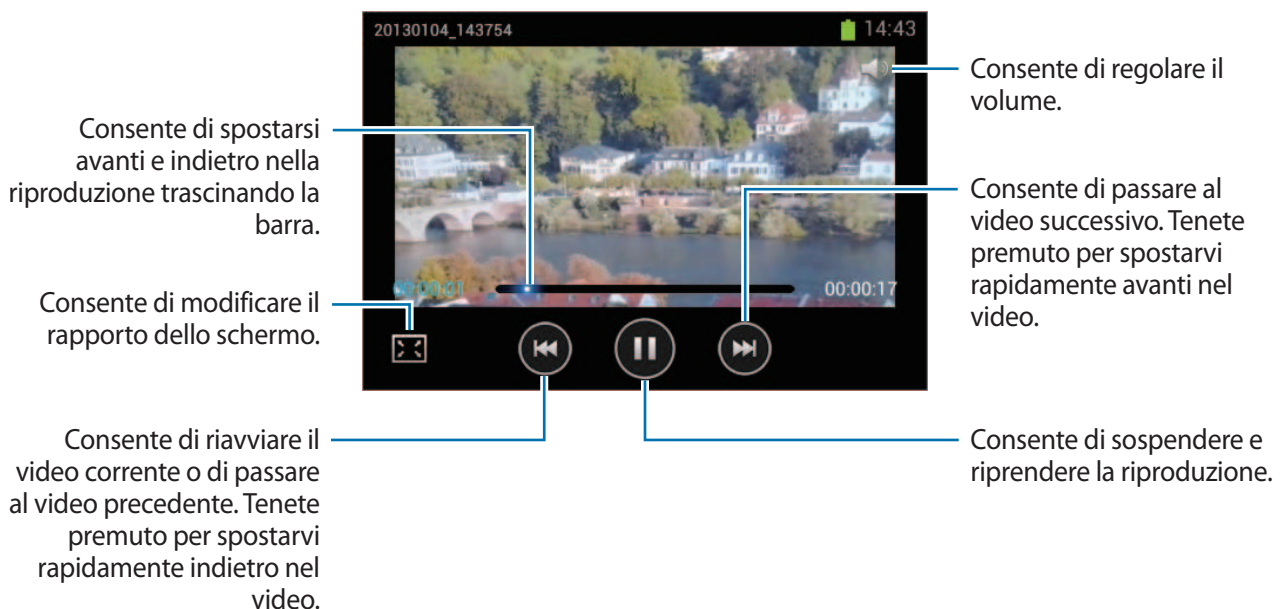 20130104_143754
14:43
Consente di regolare il
volume.
Consente di spostarsi
avanti e indietro nella
riproduzione trascinando la
barra.
Consente di passare al
video successivo. Tenete
premuto per spostarvi
rapidamente avanti nel
video.
00:00:01
00:00:17
Consente di modificare il
rapporto dello schermo.
Consente di riavviare il
video corrente o di passare
al video precedente. Tenete
premuto per spostarvi
rapidamente indietro nel
video.
Consente di sospendere e
riprendere la riproduzione.